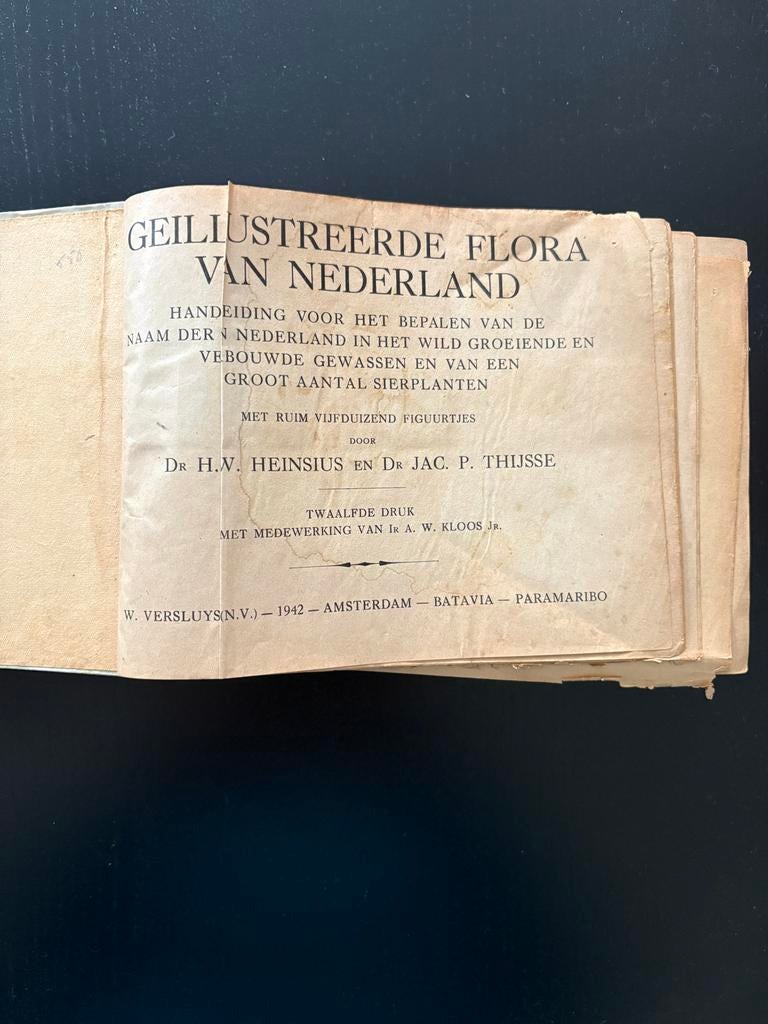 GEILLUSTREERDE FLORA
VAN NEDERLAND
HANDEIDING VOOR HET BEPALEN VAN DE
NAAM DER N NEDERLAND IN HET WILD GROEIENDE EN
VEBOUWDE GEWASSEN EN VAN EEN
GROOT AANTAL SIERPLANTEN
MET RUIM VIJFDUIZEND FIGUURTJES
DOOR
DR H.W. HEINSIUS EN DR JAC. P. THIJSSE
TWAALFDE DRUK
MET MEDEWERKING VAN IR A. W. KLOOS JR.
W. VERSLUYS(N.V.) — 1942 — AMSTERDAM — BATAVIA — PARAMARIBO